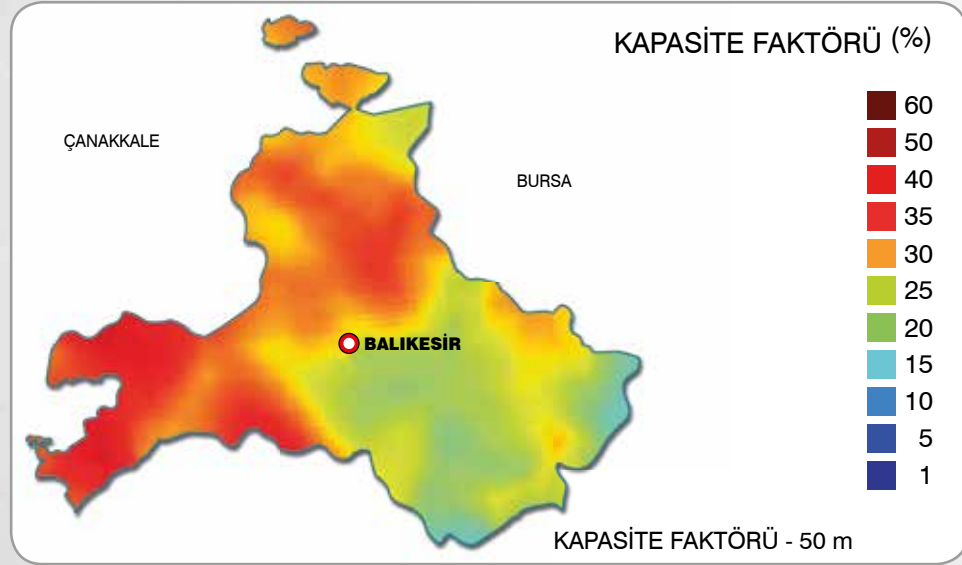 KAPASİTE FAKTÖRÜ (%)
ÇANAKKALE
BURSA
BALIKESİR
60
50
40
35
30
25
20
15
10
5
1
KAPASİTE FAKTÖRÜ - 50 m